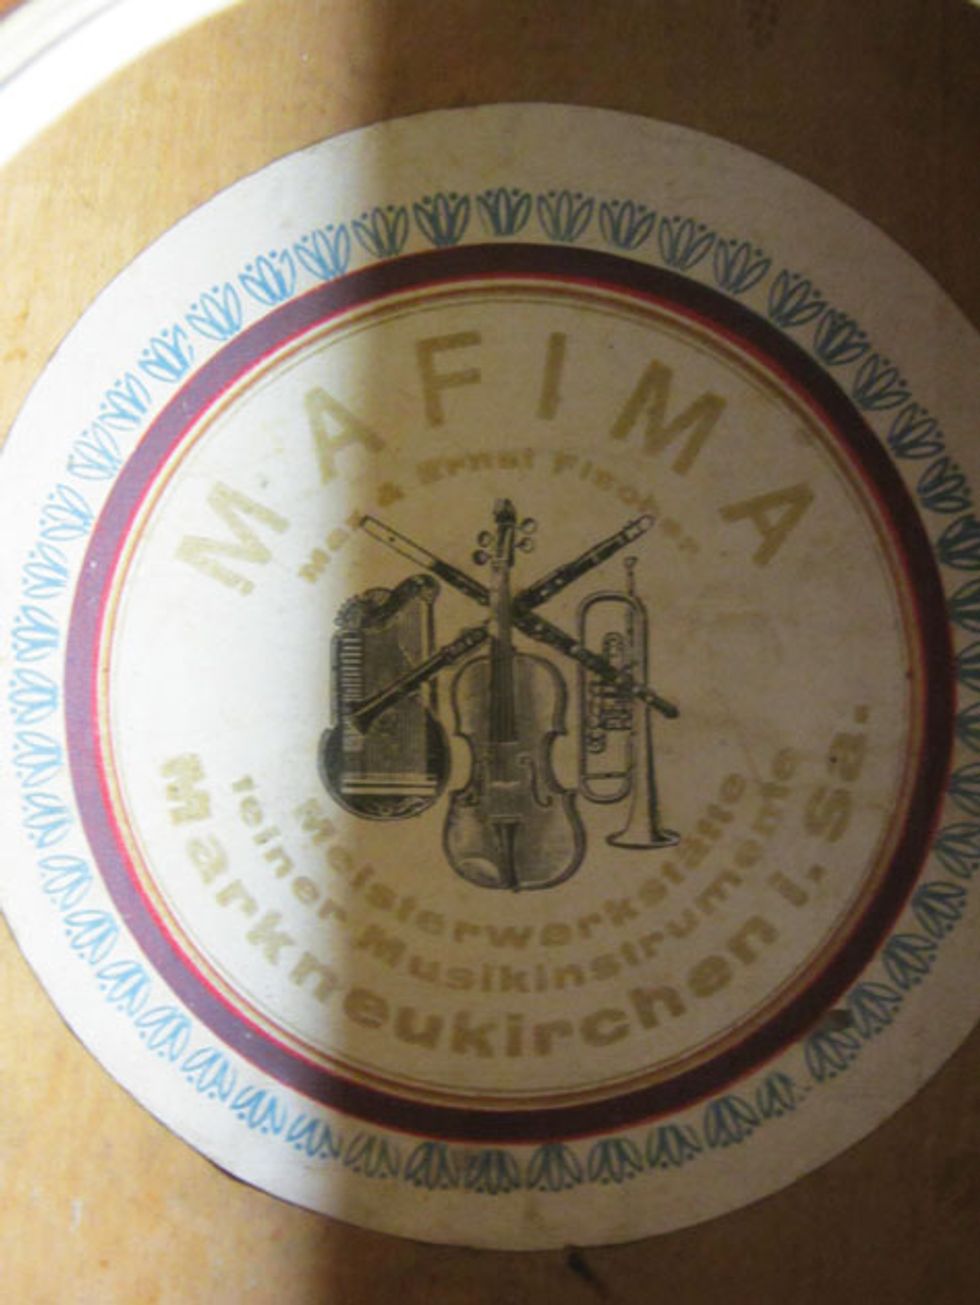 MAFIMA
Max & Ernst Fischer
Meisterwerkstätte
feiner Musikinstrumente
Markneukirchen i. Sa.